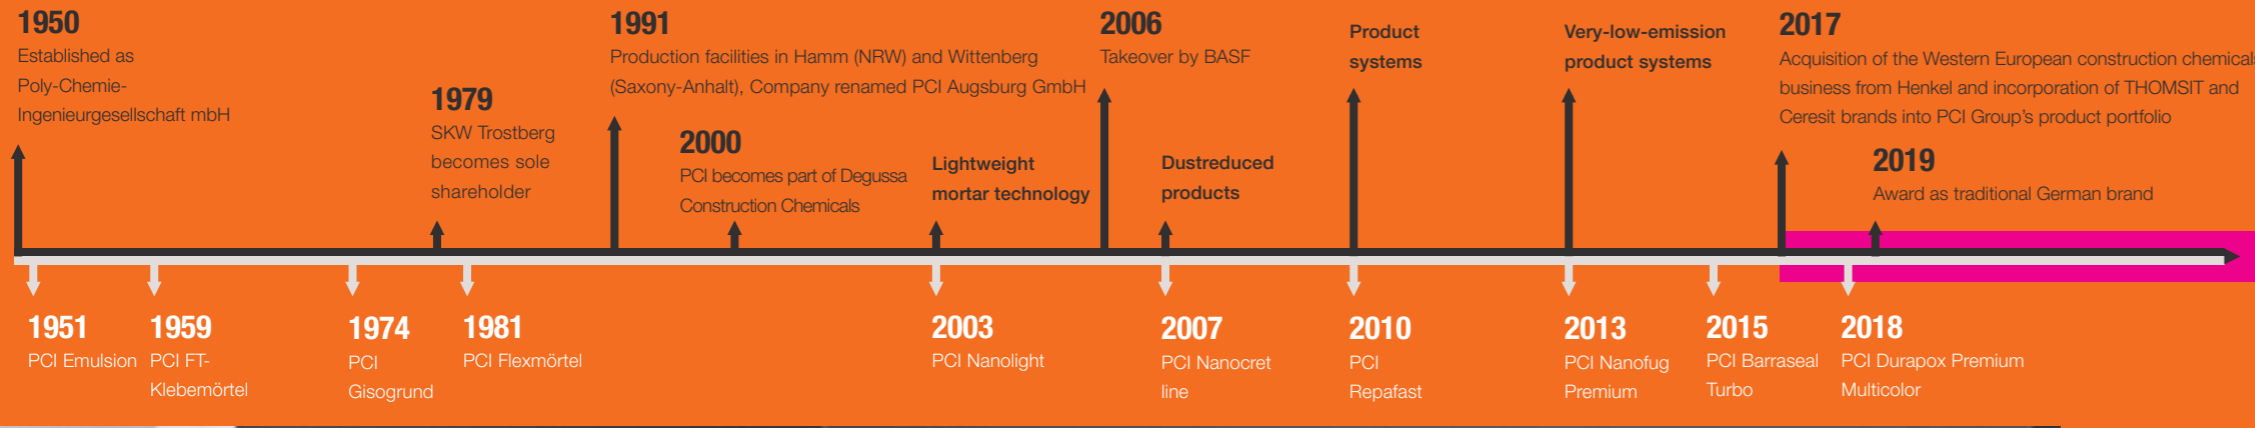 1950
Established as
Poly-Chemie-
Ingenieurgesellschaft mbH
1979
SKW Trostberg
becomes sole
shareholder
1991
Production facilities in Hamm (NRW) and Wittenberg
(Saxony-Anhalt), Company renamed PCI Augsburg GmbH
2000
PCI becomes part of Degussa
Construction Chemicals
Lightweight
mortar technology
2006
Takeover by BASF
Dustreduced
products
Product
systems
Very-low-emission
product systems
2017
Acquisition of the Western European construction chemicals
business from Henkel and incorporation of THOMSIT and
Ceresit brands into PCI Group’s product portfolio
2019
Award as traditional German brand
1951
PCI Emulsion
1959
PCI FT-
Klebemörtel
1974
PCI
Gisogrund
1981
PCI Flexmörtel
2003
PCI Nanolight
2007
PCI Nanocret
line
2010
PCI
Repafast
2013
PCI Nanofug
Premium
2015
PCI Barraseal
Turbo
2018
PCI Durapox Premium
Multicolor